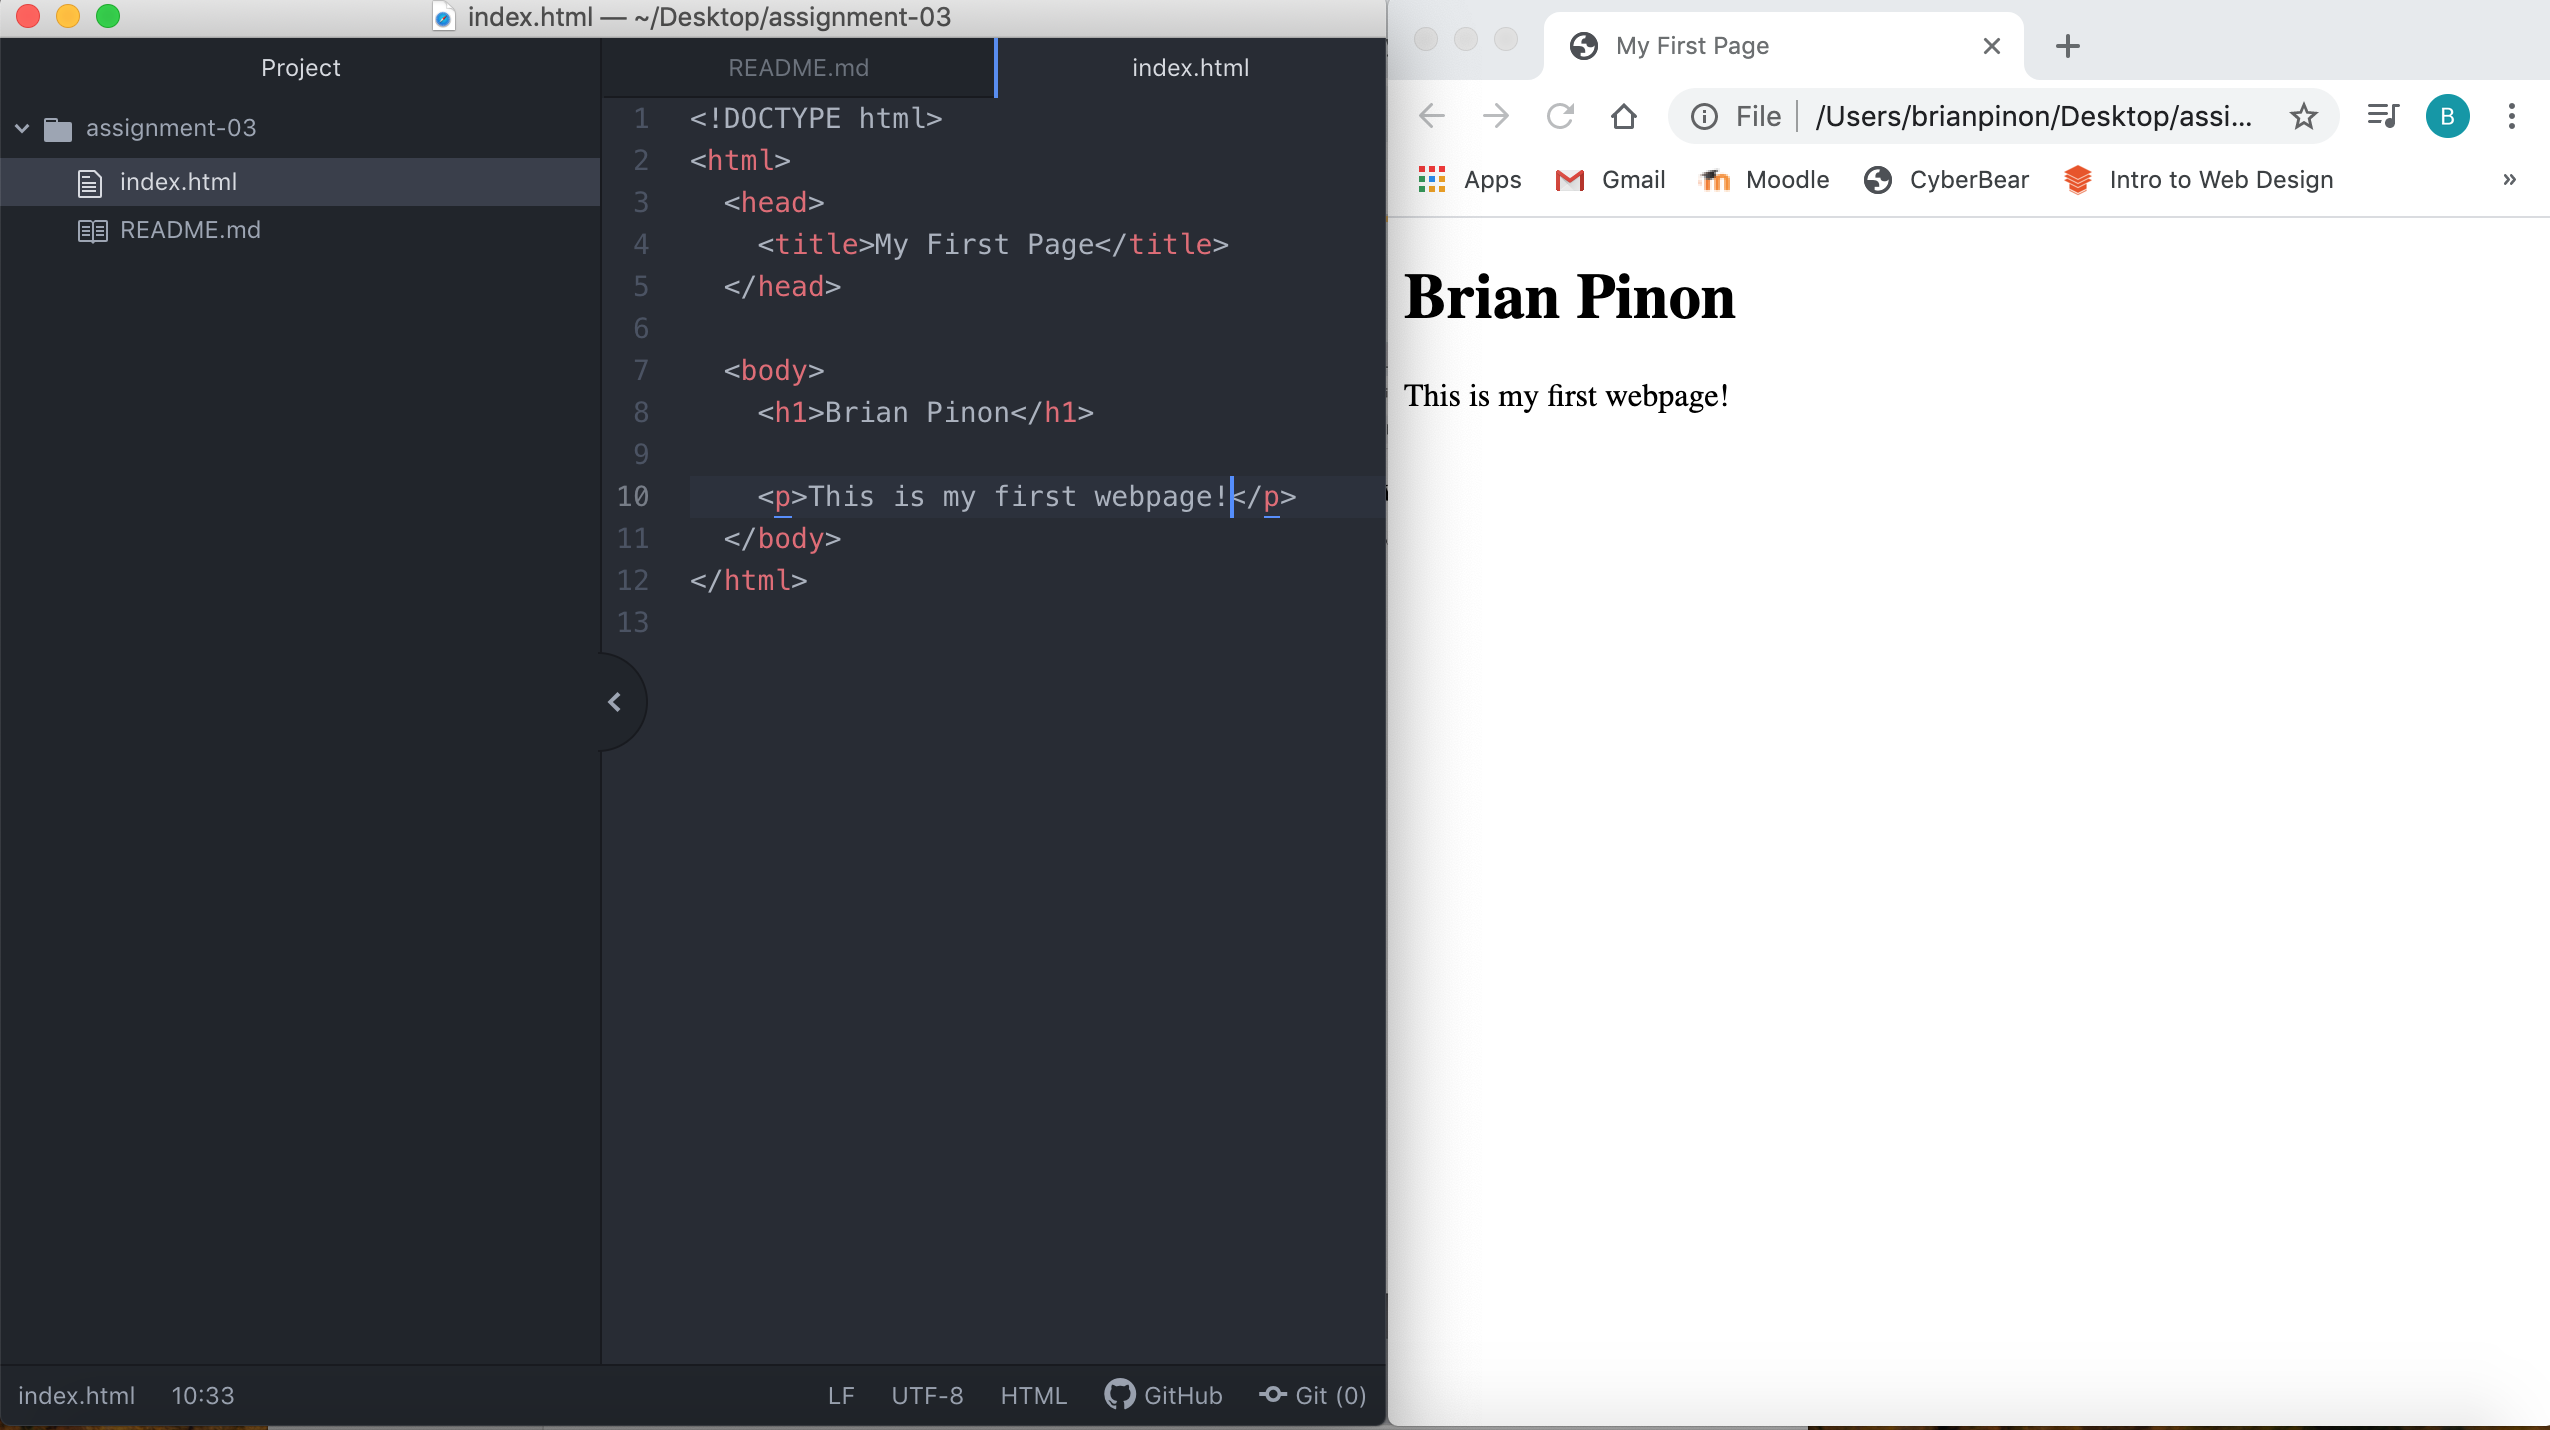 index.html — ~/Desktop/assignment-03
Project
assignment-03
index.html
README.md
README.md
index.html
1 <!DOCTYPE html>
2 <html>
3 <head>
4 <title>My First Page</title>
5 </head>
6
7 <body>
8 <h1>Brian Pinon</h1>
9
10 <p>This is my first webpage!</p>
11 </body>
12 </html>
13
index.html 10:33 LF UTF-8 HTML GitHub Git (0)
My First Page
File /Users/brianpinon/Desktop/assi... B
Apps Gmail Moodle CyberBear Intro to Web Design »
Brian Pinon
This is my first webpage!